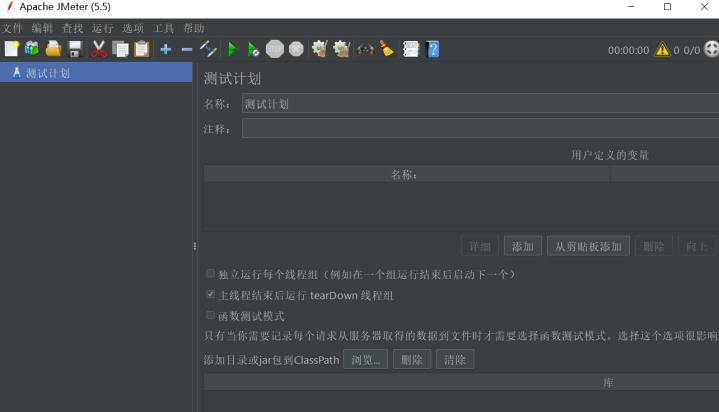 Apache JMeter (5.5)
文件 编辑 查找 运行 选项 工具 帮助
STOP
00:00:00 0 0/0
测试计划
测试计划
名称： 测试计划
注释：
用户定义的变量
名称：
详细 添加 从剪贴板添加 删除 向上
独立运行每个线程组（例如在一个组运行结束后启动下一个）
主线程结束后运行 tearDown 线程组
函数测试模式
只有当你需要记录每个请求从服务器取得的数据到文件时才需要选择函数测试模式。选择这个选项很影响
添加目录或jar包到ClassPath 浏览... 删除 清除
库